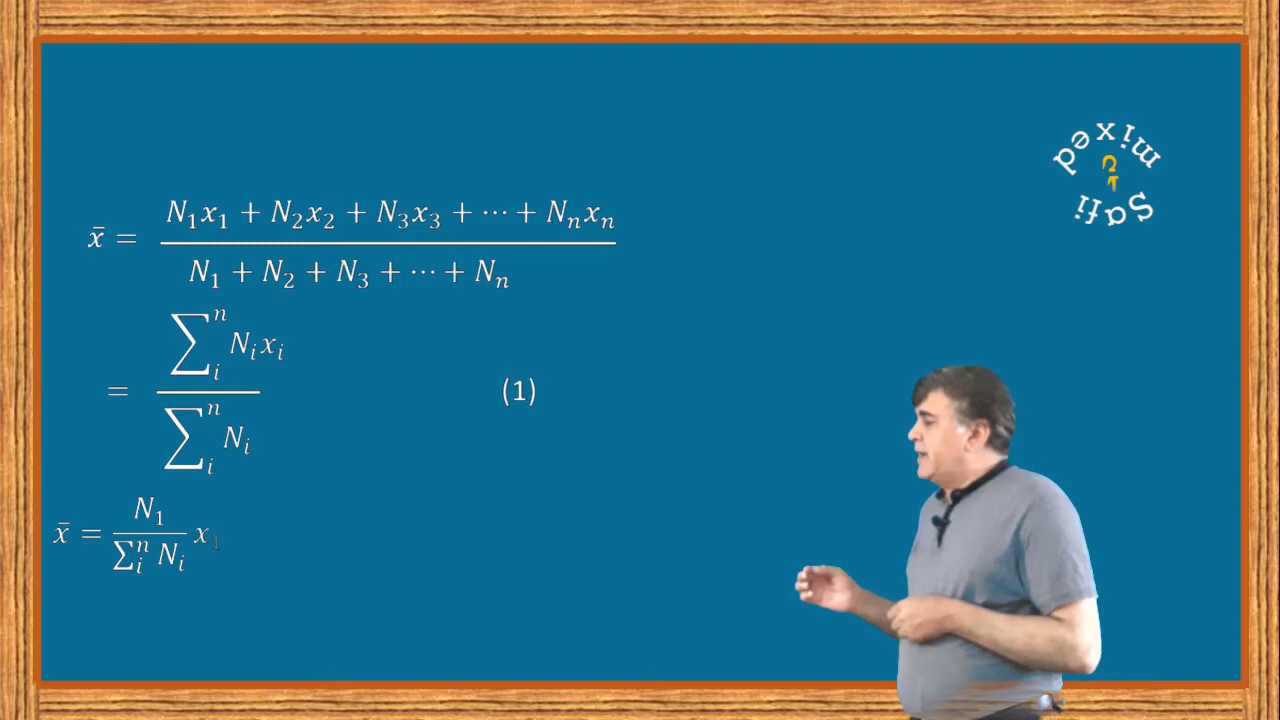 x̄ = (N₁x₁ + N₂x₂ + N₃x₃ + ⋯ + Nₙxₙ) / (N₁ + N₂ + N₃ + ⋯ + Nₙ)
= (∑ᵢⁿ Nᵢxᵢ) / (∑ᵢⁿ Nᵢ) (1)
x̄ = N₁ / (∑ᵢⁿ Nᵢ) x₁
mixed
Safi